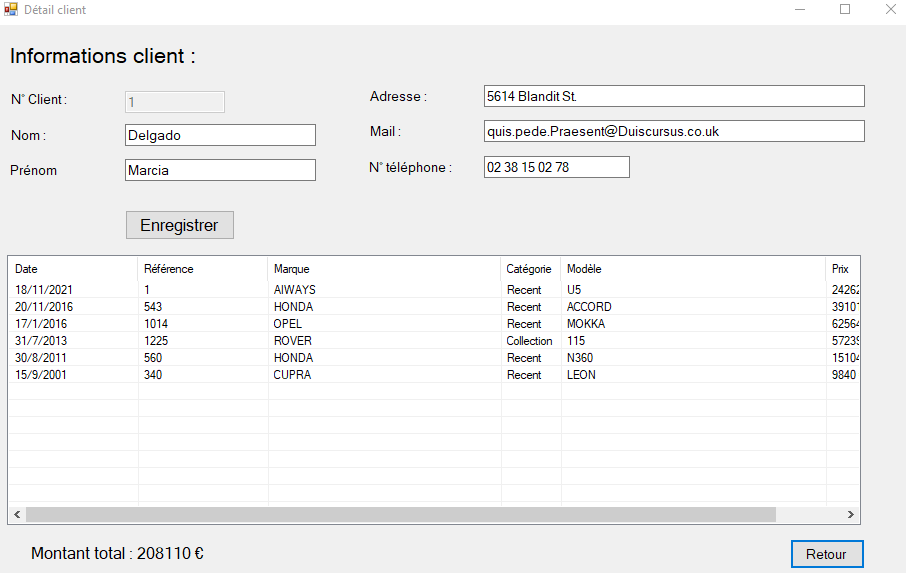 Détail client
Informations client :
N° Client : 1
Nom : Delgado
Prénom Marcia
Adresse : 5614 Blandit St.
Mail : quis.pede.Praesent@Duiscursus.co.uk
N° téléphone : 02 38 15 02 78
Enregistrer
Date Référence Marque Catégorie Modèle Prix
18/11/2021 1 AIWAYS Recent U5 24262
20/11/2016 543 HONDA Recent ACCORD 39101
17/1/2016 1014 OPEL Recent MOKKA 62564
31/7/2013 1225 ROVER Collection 115 57239
30/8/2011 560 HONDA Recent N360 15104
15/9/2001 340 CUPRA Recent LEON 9840
Montant total : 208110 €
Retour